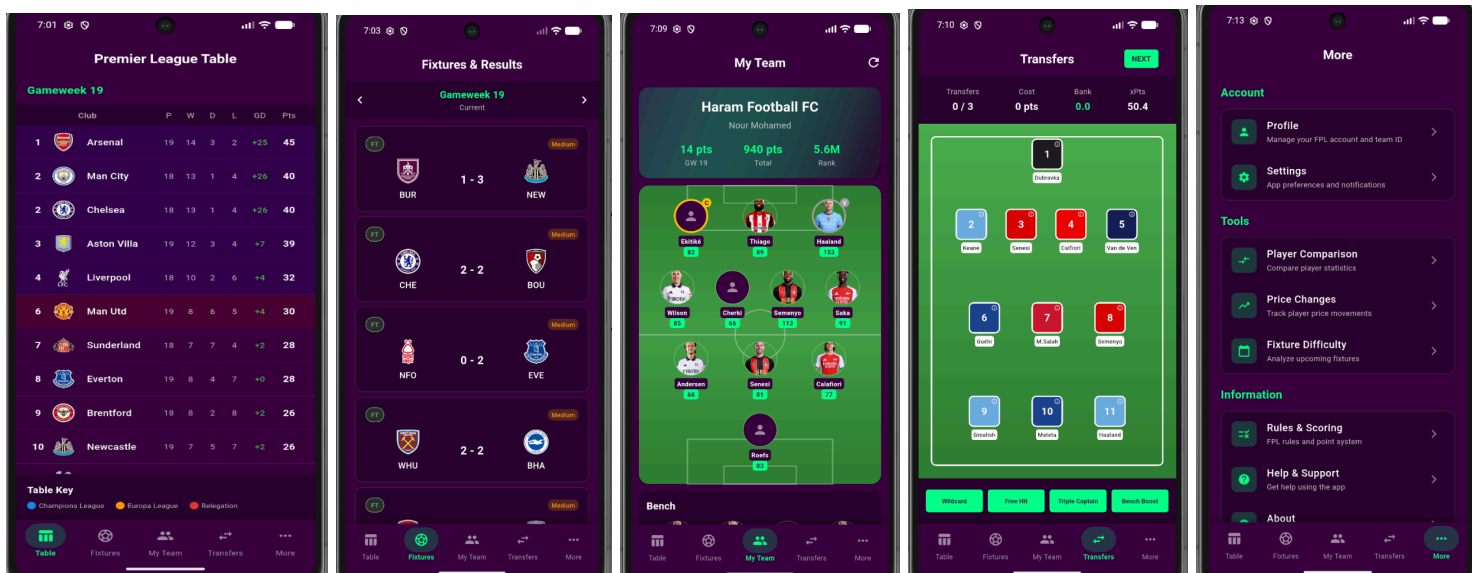 7:01
Premier League Table
Gameweek 19
Club P W D L GD Pts
1 Arsenal 19 14 3 2 +25 45
2 Man City 18 13 1 4 +26 40
2 Chelsea 18 13 1 4 +26 40
3 Aston Villa 19 12 3 4 +7 39
4 Liverpool 18 10 2 6 +4 32
6 Man Utd 19 8 6 5 +4 30
7 Sunderland 18 7 7 4 +2 28
8 Everton 19 8 4 7 +0 28
9 Brentford 18 8 2 8 +2 26
10 Newcastle 19 7 5 7 +2 26
Table Key
Champions League Europa League Relegation
Table Fixtures My Team Transfers More
7:03
Fixtures & Results
Gameweek 19
Current
FT Medium
1 - 3
BUR NEW
FT Medium
2 - 2
CHE BOU
FT Medium
0 - 2
NFO EVE
FT Medium
2 - 2
WHU BHA
FT Medium
Table Fixtures My Team Transfers More
7:09
My Team
Haram Football FC
Nour Mohamed
14 pts 940 pts 5.6M
GW 19 Total Rank
C V
Ekitiké Thiago Haaland
82 89 153
Wilson Cherki Semenyo Saka
85 66 113 91
Andersen Senesi Calafiori
68 81 77
Roefs
82
Bench
Table Fixtures My Team Transfers More
7:10
Transfers NEXT
Transfers Cost Bank xPts
0 / 3 0 pts 0.0 50.4
1
Dubravka
2 3 4 5
Keane Senesi Calfiori Van de Ven
6 7 8
Guéhi M.Salah Semenyo
9 10 11
Grealish Mateta Haaland
Wildcard Free Hit Triple Captain Bench Boost
Table Fixtures My Team Transfers More
7:13
More
Account
Profile
Manage your FPL account and team ID
Settings
App preferences and notifications
Tools
Player Comparison
Compare player statistics
Price Changes
Track player price movements
Fixture Difficulty
Analyze upcoming fixtures
Information
Rules & Scoring
FPL rules and point system
Help & Support
Get help using the app
About
Table Fixtures My Team Transfers More